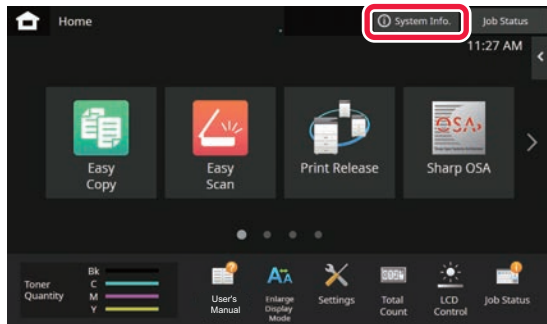 Home
System Info.
Job Status
11:27 AM
Easy
Copy
Easy
Scan
Print Release
OSA
Sharp OSA
Toner
Quantity
Bk
C
M
Y
User's
Manual
Enlarge
Display
Mode
Settings
Total
Count
LCD
Control
Job Status